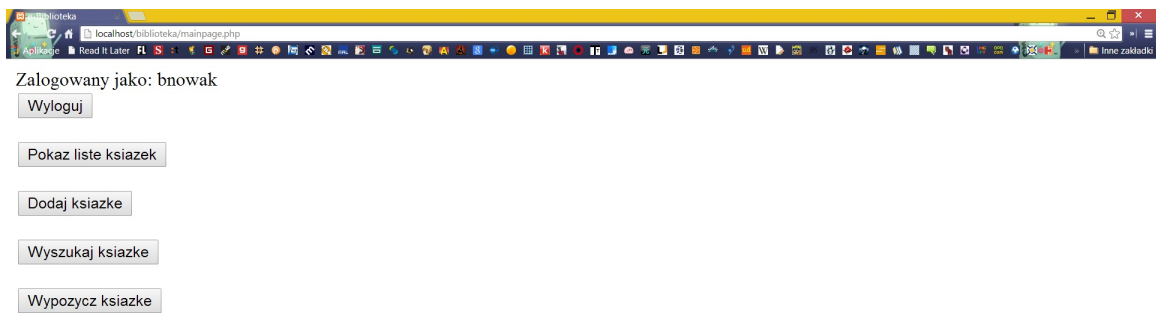 Biblioteka
localhost/biblioteka/mainpage.php
Aplikacje Read It Later Inne zakładki
Zalogowany jako: bnowak
Wyloguj
Pokaz liste ksiazek
Dodaj ksiazke
Wyszukaj ksiazke
Wypozycz ksiazke